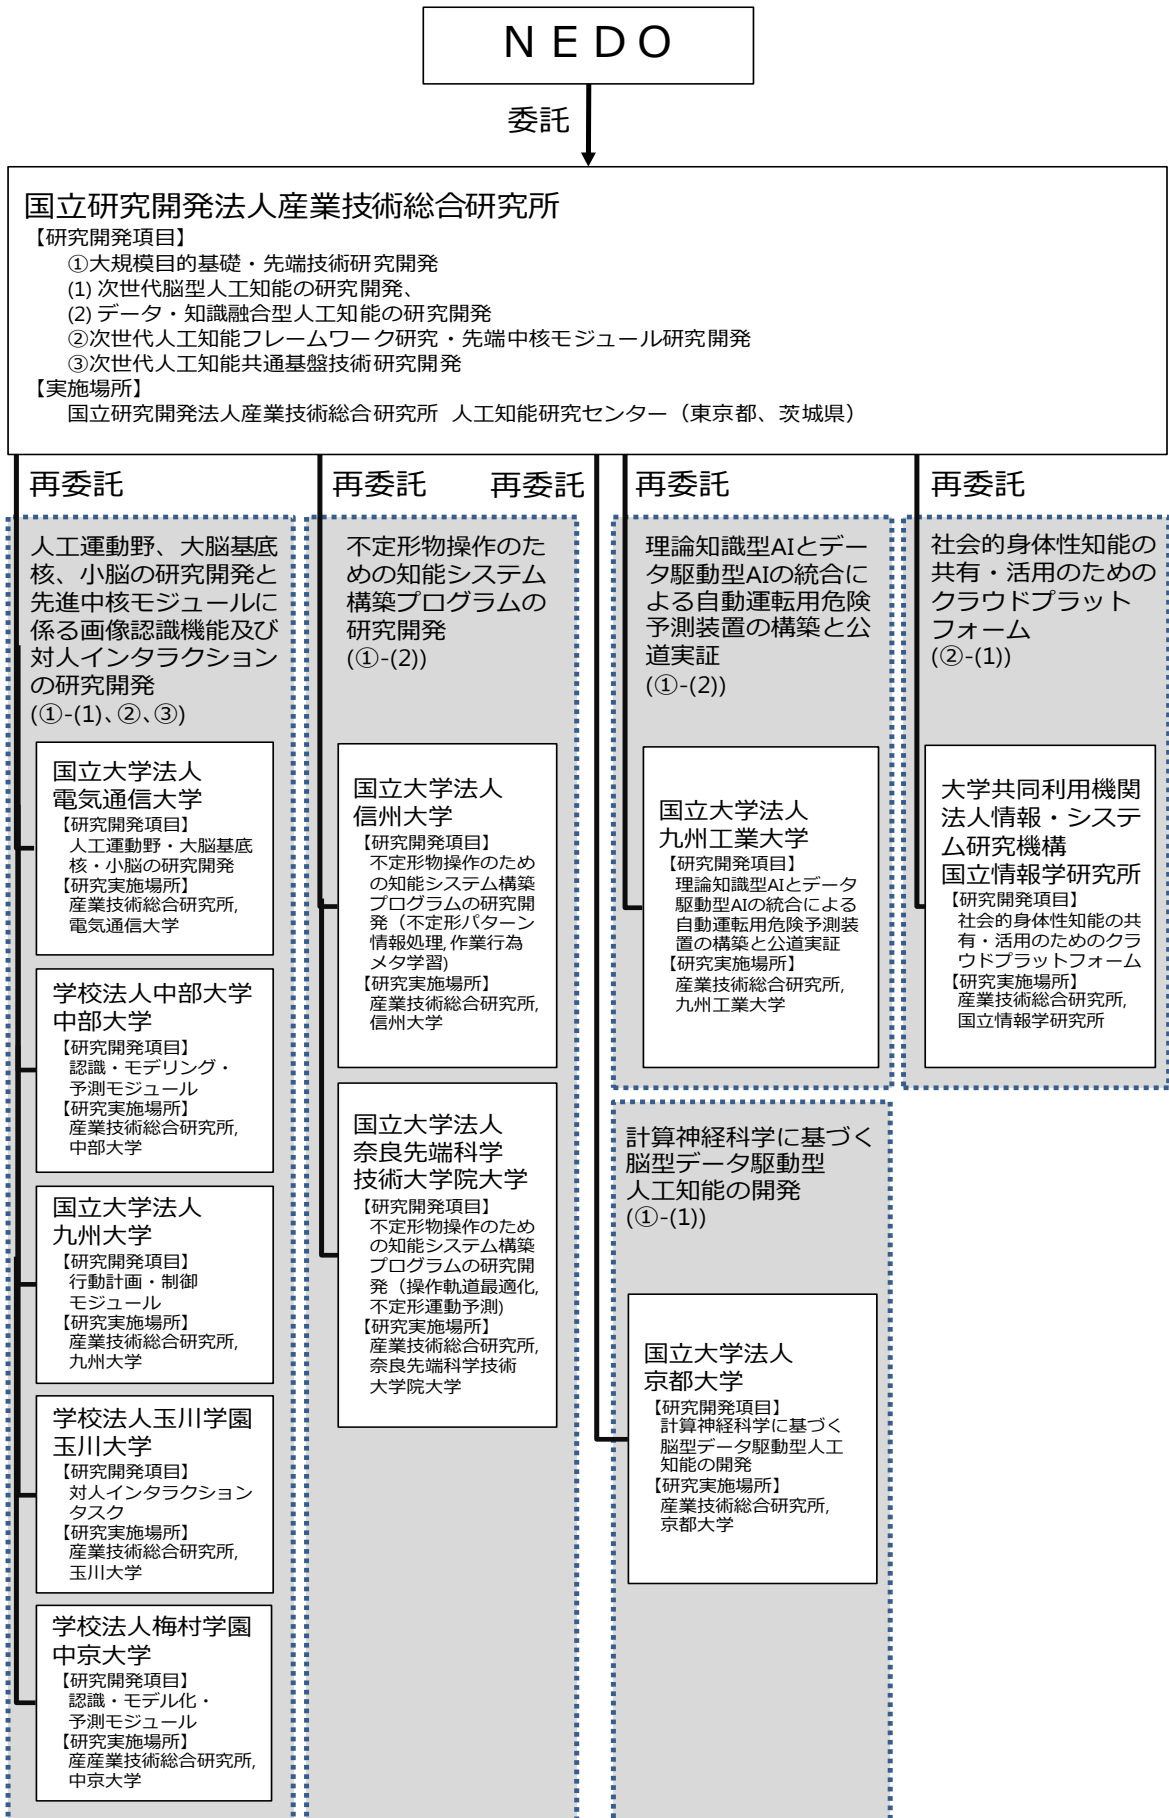 NEDO
委託
国立研究開発法人産業技術総合研究所
【研究開発項目】
①大規模目的基礎・先端技術研究開発
(1) 次世代脳型人工知能の研究開発、
(2) データ・知識融合型人工知能の研究開発
②次世代人工知能フレームワーク研究・先端中核モジュール研究開発
③次世代人工知能共通基盤技術研究開発
【実施場所】
国立研究開発法人産業技術総合研究所 人工知能研究センター（東京都、茨城県）
再委託
人工運動野、大脳基底
核、小脳の研究開発と
先進中核モジュールに
係る画像認識機能及び
対人インタラクション
の研究開発
(①-(1)、②、③)
国立大学法人
電気通信大学
【研究開発項目】
人工運動野・大脳基底
核・小脳の研究開発
【研究実施場所】
産業技術総合研究所,
電気通信大学
学校法人中部大学
中部大学
【研究開発項目】
認識・モデリング・
予測モジュール
【研究実施場所】
産業技術総合研究所,
中部大学
国立大学法人
九州大学
【研究開発項目】
行動計画・制御
モジュール
【研究実施場所】
産業技術総合研究所,
九州大学
学校法人玉川学園
玉川大学
【研究開発項目】
対人インタラクション
タスク
【研究実施場所】
産業技術総合研究所,
玉川大学
学校法人梅村学園
中京大学
【研究開発項目】
認識・モデル化・
予測モジュール
【研究実施場所】
産産業技術総合研究所,
中京大学
再委託
不定形物操作のた
めの知能システム
構築プログラムの
研究開発
(①-(2))
国立大学法人
信州大学
【研究開発項目】
不定形物操作のため
の知能システム構築
プログラムの研究開
発（不定形パターン
情報処理, 作業行為
メタ学習)
【研究実施場所】
産業技術総合研究所,
信州大学
国立大学法人
奈良先端科学
技術大学院大学
【研究開発項目】
不定形物操作のため
の知能システム構築
プログラムの研究開
発（操作軌道最適化,
不定形運動予測)
【研究実施場所】
産業技術総合研究所,
奈良先端科学技術
大学院大学
再委託
再委託
理論知識型AIとデー
タ駆動型AIの統合に
よる自動運転用危険
予測装置の構築と公
道実証
(①-(2))
国立大学法人
九州工業大学
【研究開発項目】
理論知識型AIとデータ
駆動型AIの統合による
自動運転用危険予測装
置の構築と公道実証
【研究実施場所】
産業技術総合研究所,
九州工業大学
計算神経科学に基づく
脳型データ駆動型
人工知能の開発
(①-(1))
国立大学法人
京都大学
【研究開発項目】
計算神経科学に基づく
脳型データ駆動型人工
知能の開発
【研究実施場所】
産業技術総合研究所,
京都大学
再委託
社会的身体性知能の
共有・活用のための
クラウドプラット
フォーム
(②-(1))
大学共同利用機関
法人情報・システ
ム研究機構
国立情報学研究所
【研究開発項目】
社会的身体性知能の共
有・活用のためのクラ
ウドプラットフォーム
【研究実施場所】
産業技術総合研究所,
国立情報学研究所